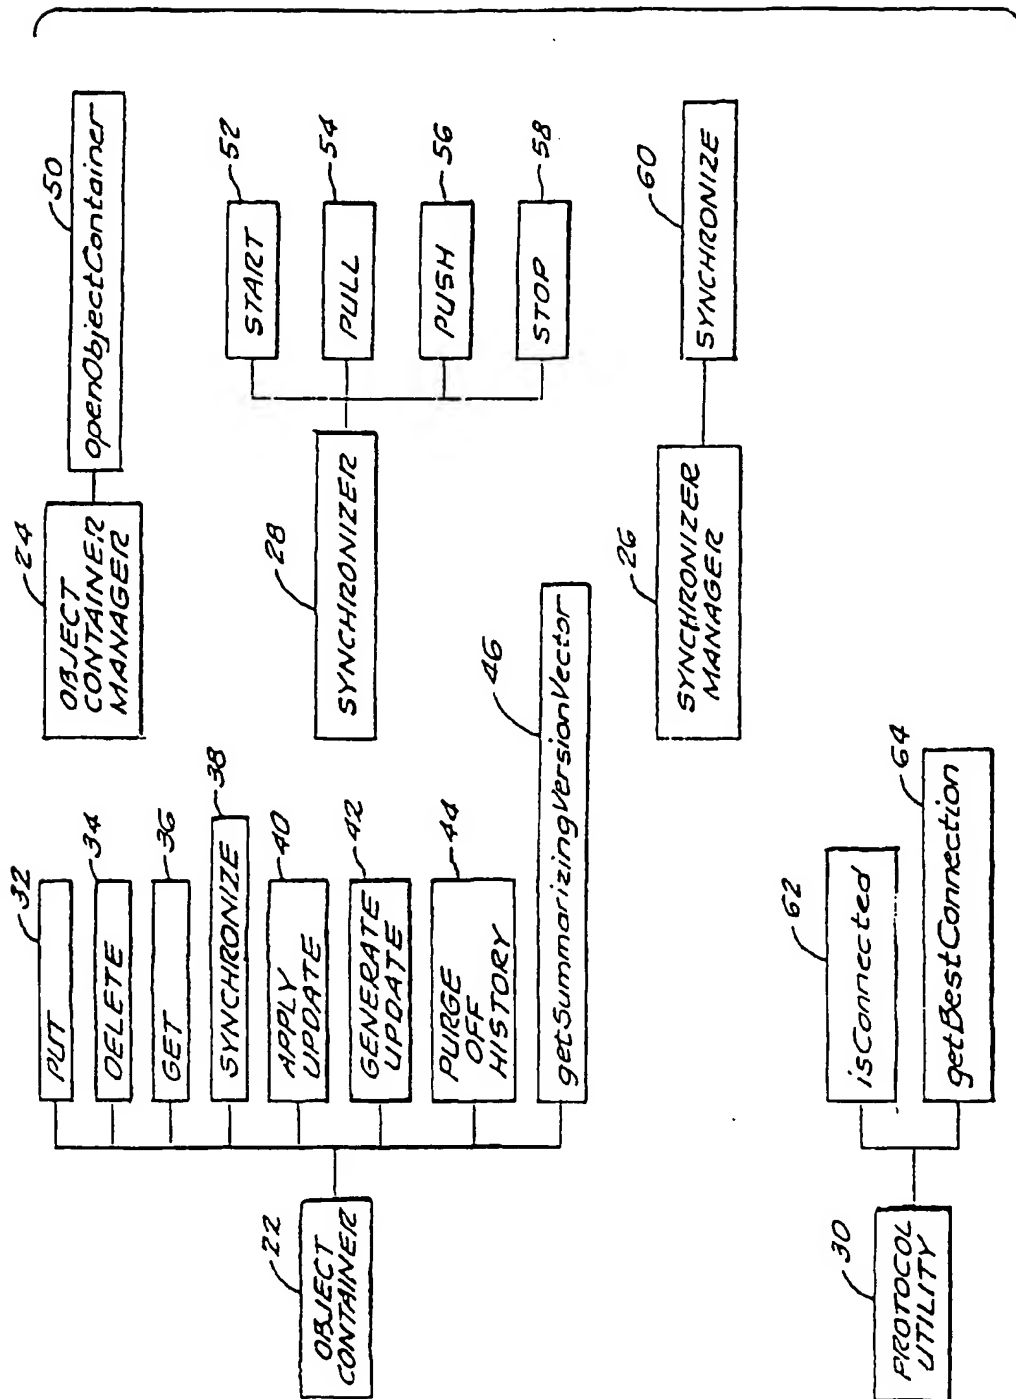 22
OBJECT
CONTAINER
32
PUT
34
DELETE
36
GET
38
SYNCHRONIZE
40
APPLY
UPDATE
42
GENERATE
UPDATE
44
PURGE
OFF
HISTORY
46
getSummarizingVersionVector
24
OBJECT
CONTAINER
MANAGER
50
openObjectContainer
28
SYNCHRONIZER
52
START
54
PULL
56
PUSH
58
STOP
26
SYNCHRONIZER
MANAGER
60
SYNCHRONIZE
30
PROTOCOL
UTILITY
62
isConnected
64
getBestConnection